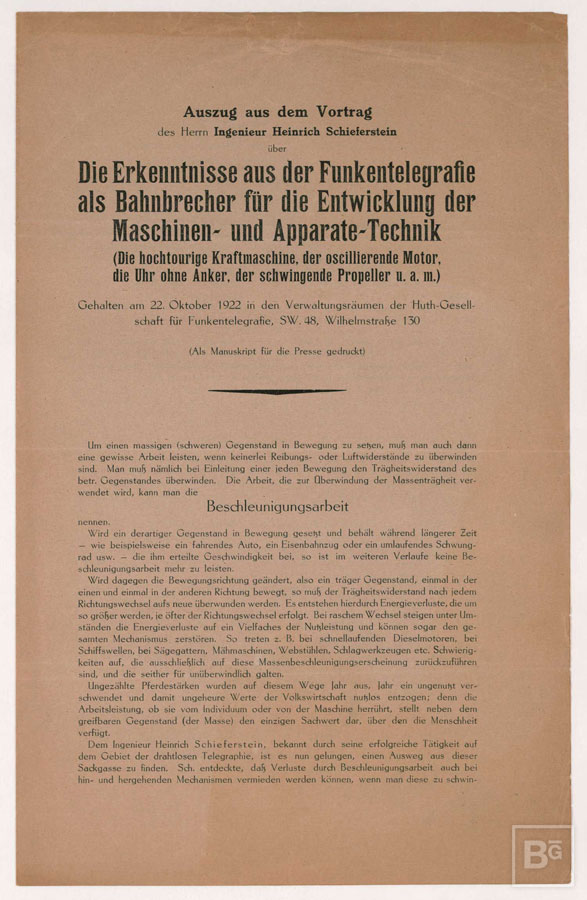 Auszug aus dem Vortrag
des Herrn Ingenieur Heinrich Schieferstein
über
Die Erkenntnisse aus der Funkentelegrafie
als Bahnbrecher für die Entwicklung der
Maschinen- und Apparate-Technik
(Die hochtourige Kraftmaschine, der oscillierende Motor,
die Uhr ohne Anker, der schwingende Propeller u. a. m.)
Gehalten am 22. Oktober 1922 in den Verwaltungsräumen der Huth-Gesell-
schaft für Funkentelegrafie, SW. 48, Wilhelmstraße 130
(Als Manuskript für die Presse gedruckt)
Um einen massigen (schweren) Gegenstand in Bewegung zu setzen, muß man auch dann
eine gewisse Arbeit leisten, wenn keinerlei Reibungs- oder Luftwiderstände zu überwinden
sind. Man muß nämlich bei Einleitung einer jeden Bewegung den Trägheitswiderstand des
betr. Gegenstandes überwinden. Die Arbeit, die zur Überwindung der Massenträgheit ver-
wendet wird, kann man die
Beschleunigungsarbeit
nennen.
Wird ein derartiger Gegenstand in Bewegung gesetzt und behält während längerer Zeit
— wie beispielsweise ein fahrendes Auto, ein Eisenbahnzug oder ein umlaufendes Schwung-
rad usw. — die ihm erteilte Geschwindigkeit bei, so ist im weiteren Verlaufe keine Be-
schleunigungsarbeit mehr zu leisten.
Wird dagegen die Bewegungsrichtung geändert, also ein träger Gegenstand, einmal in der
einen und einmal in der anderen Richtung bewegt, so muß der Trägheitswiderstand nach jedem
Richtungswechsel aufs neue überwunden werden. Es entstehen hierdurch Energieverluste, die um
so größer werden, je öfter der Richtungswechsel erfolgt. Bei raschem Wechsel steigen unter Um-
ständen die Energieverluste auf ein Vielfaches der Nutzleistung und können sogar den ge-
samten Mechanismus zerstören. So treten z. B. bei schnellaufenden Dieselmotoren, bei
Schiffswellen, bei Sägegattern, Mähmaschinen, Webstühlen, Schlagwerkzeugen etc. Schwierig-
keiten auf, die ausschließlich auf diese Massenbeschleunigungserscheinung zurückzuführen
sind, und die seither für unüberwindlich galten.
Ungezählte Pferdestärken wurden auf diesem Wege Jahr aus, Jahr ein ungenutzt ver-
schwendet und damit ungeheure Werte der Volkswirtschaft nutzlos entzogen; denn die
Arbeitsleistung, ob sie vom Individuum oder von der Maschine herrührt, stellt neben dem
greifbaren Gegenstand (der Masse) den einzigen Sachwert dar, über den die Menschheit
verfügt.
Dem Ingenieur Heinrich Schieferstein, bekannt durch seine erfolgreiche Tätigkeit auf
dem Gebiet der drahtlosen Telegraphie, ist es nun gelungen, einen Ausweg aus dieser
Sackgasse zu finden. Sch. entdeckte, daß Verluste durch Beschleunigungsarbeit auch bei
hin- und hergehenden Mechanismen vermieden werden können, wenn man diese zu schwin-
BG